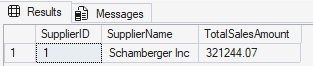 Results Messages
SupplierID SupplierName TotalSalesAmount
1 1 Schamberger Inc 321244.07